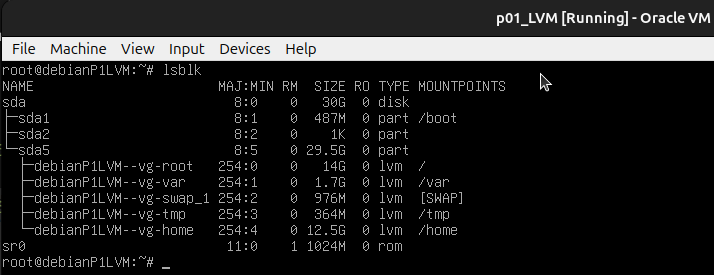 p01_LVM [Running] - Oracle VM
File Machine View Input Devices Help
root@debianP1LVM:~# lsblk
NAME                        MAJ:MIN RM  SIZE RO TYPE MOUNTPOINTS
sda                           8:0    0   30G  0 disk
├─sda1                        8:1    0  487M  0 part /boot
├─sda2                        8:2    0    1K  0 part
└─sda5                        8:5    0 29.5G  0 part
  ├─debianP1LVM--vg-root    254:0    0   14G  0 lvm  /
  ├─debianP1LVM--vg-var     254:1    0  1.7G  0 lvm  /var
  ├─debianP1LVM--vg-swap_1  254:2    0  976M  0 lvm  [SWAP]
  ├─debianP1LVM--vg-tmp     254:3    0  364M  0 lvm  /tmp
  └─debianP1LVM--vg-home    254:4    0 12.5G  0 lvm  /home
sr0                          11:0    1 1024M  0 rom
root@debianP1LVM:~# _